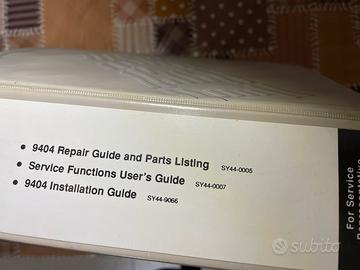 • 9404 Repair Guide and Parts Listing SY44-0005
• Service Functions User's Guide SY44-0007
• 9404 Installation Guide SY44-9066
For Service
subito